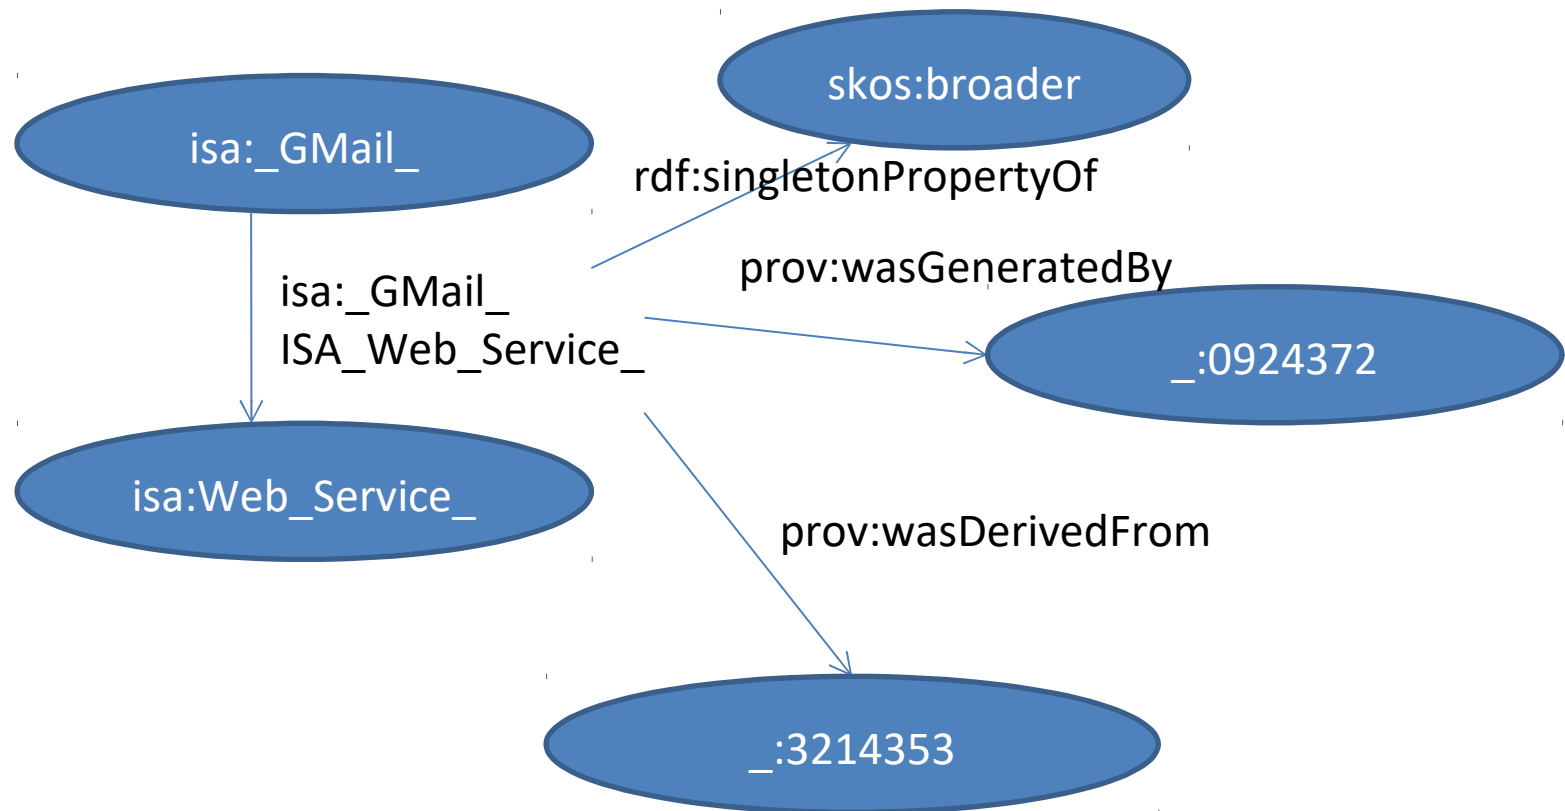 skos:broader
isa:_GMail_
rdf:singletonPropertyOf
prov:wasGeneratedBy
isa:_GMail_
ISA_Web_Service_
_:0924372
isa:Web_Service_
prov:wasDerivedFrom
_:3214353